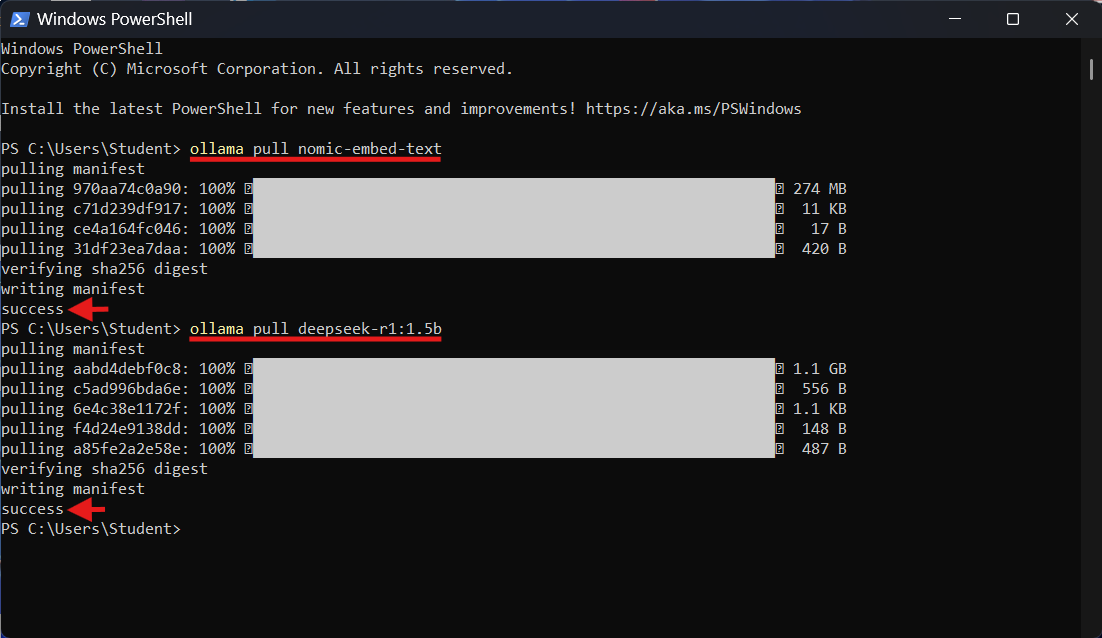 Windows PowerShell
Windows PowerShell
Copyright (C) Microsoft Corporation. All rights reserved.
Install the latest PowerShell for new features and improvements! https://aka.ms/PSWindows
PS C:\Users\Student> ollama pull nomic-embed-text
pulling manifest
pulling 970aa74c0a90: 100% 274 MB
pulling c71d239df917: 100% 11 KB
pulling ce4a164fc046: 100% 17 B
pulling 31df23ea7daa: 100% 420 B
verifying sha256 digest
writing manifest
success
PS C:\Users\Student> ollama pull deepseek-r1:1.5b
pulling manifest
pulling aabd4debf0c8: 100% 1.1 GB
pulling c5ad996bda6e: 100% 556 B
pulling 6e4c38e1172f: 100% 1.1 KB
pulling f4d24e9138dd: 100% 148 B
pulling a85fe2a2e58e: 100% 487 B
verifying sha256 digest
writing manifest
success
PS C:\Users\Student>